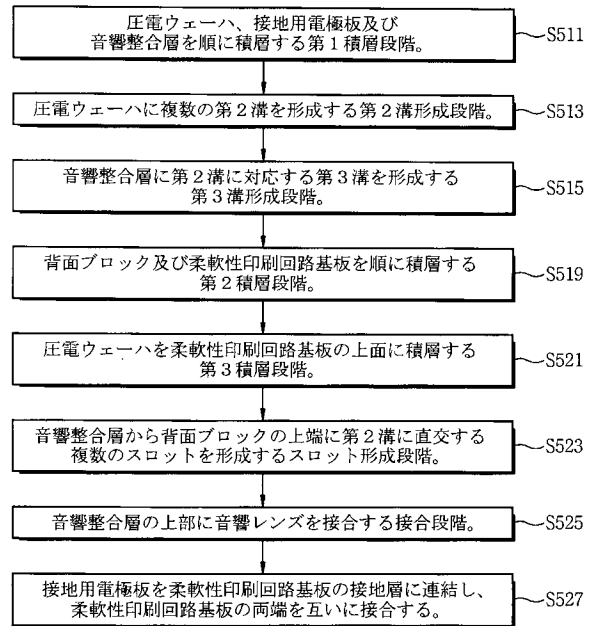 圧電ウェーハ、接地用電極板及び
音響整合層を順に積層する第１積層段階。
S511
圧電ウェーハに複数の第２溝を形成する第２溝形成段階。
S513
音響整合層に第２溝に対応する第３溝を形成する
第３溝形成段階。
S515
背面ブロック及び柔軟性印刷回路基板を順に積層する
第２積層段階。
S519
圧電ウェーハを柔軟性印刷回路基板の上面に積層する
第３積層段階。
S521
音響整合層から背面ブロックの上端に第２溝に直交する
複数のスロットを形成するスロット形成段階。
S523
音響整合層の上部に音響レンズを接合する接合段階。
S525
接地用電極板を柔軟性印刷回路基板の接地層に連結し、
柔軟性印刷回路基板の両端を互いに接合する。
S527